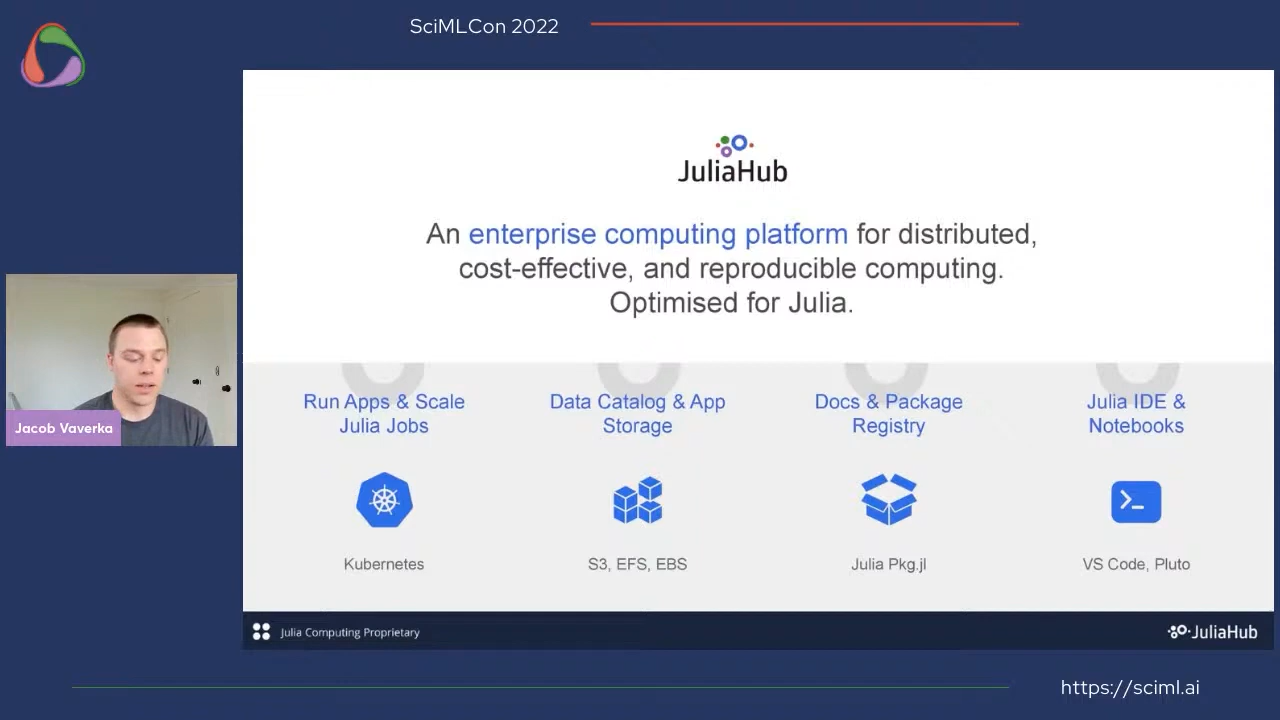 SciMLCon 2022
JuliaHub
An enterprise computing platform for distributed,
cost-effective, and reproducible computing.
Optimised for Julia.
Run Apps & Scale
Julia Jobs
Data Catalog & App
Storage
Docs & Package
Registry
Julia IDE &
Notebooks
Kubernetes
S3, EFS, EBS
Julia Pkg.jl
VS Code, Pluto
Jacob Vaverka
Julia Computing Proprietary
JuliaHub
https://sciml.ai